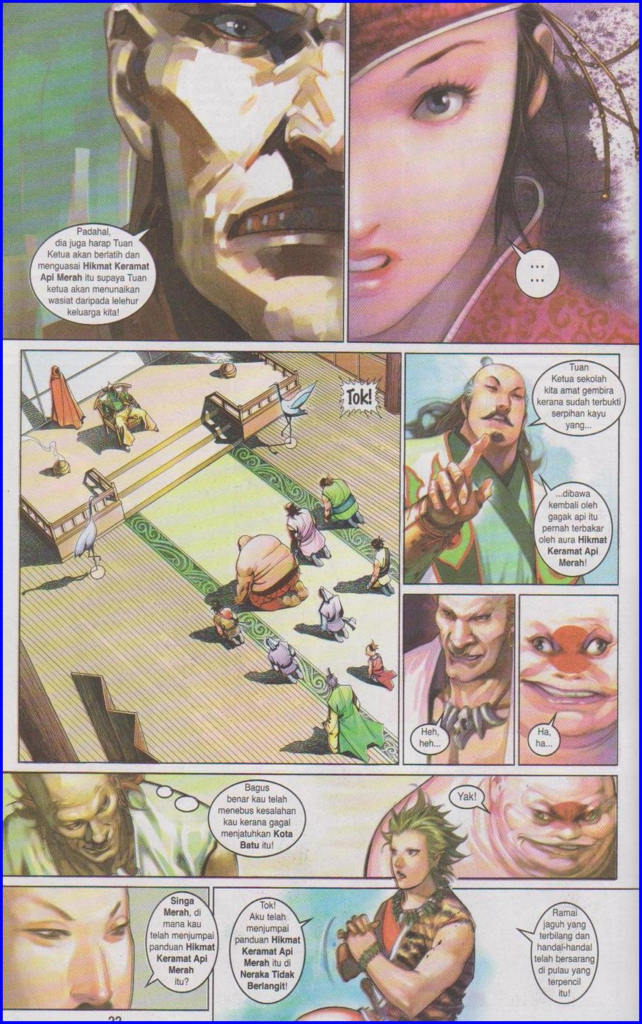 Padahal,
dia juga harap Tuan
Ketua akan berlatih dan
menguasai Hikmat Keramat
Api Merah itu supaya Tuan
ketua akan menunaikan
wasiat daripada lelehur
keluarga kita!
...
...
Tok!
Tuan
Ketua sekolah
kita amat gembira
kerana sudah terbukti
serpihan kayu
yang...
...dibawa
kembali oleh
gagak api itu
pernah terbakar
oleh aura Hikmat
Keramat Api
Merah!
Heh,
heh...
Ha,
ha...
Bagus
benar kau telah
menebus kesalahan
kau kerana gagal
menjatuhkan Kota
Batu itu!
Yak!
Singa
Merah, di
mana kau telah
menjumpai
panduan Hikmat
Keramat Api
Merah
itu?
Tok!
Aku telah
menjumpai
panduan Hikmat
Keramat Api
Merah itu di
Neraka Tidak
Berlangit!
Ramai
jaguh yang
terbilang dan
handal-handal
telah bersarang
di pulau yang
terpencil
itu!